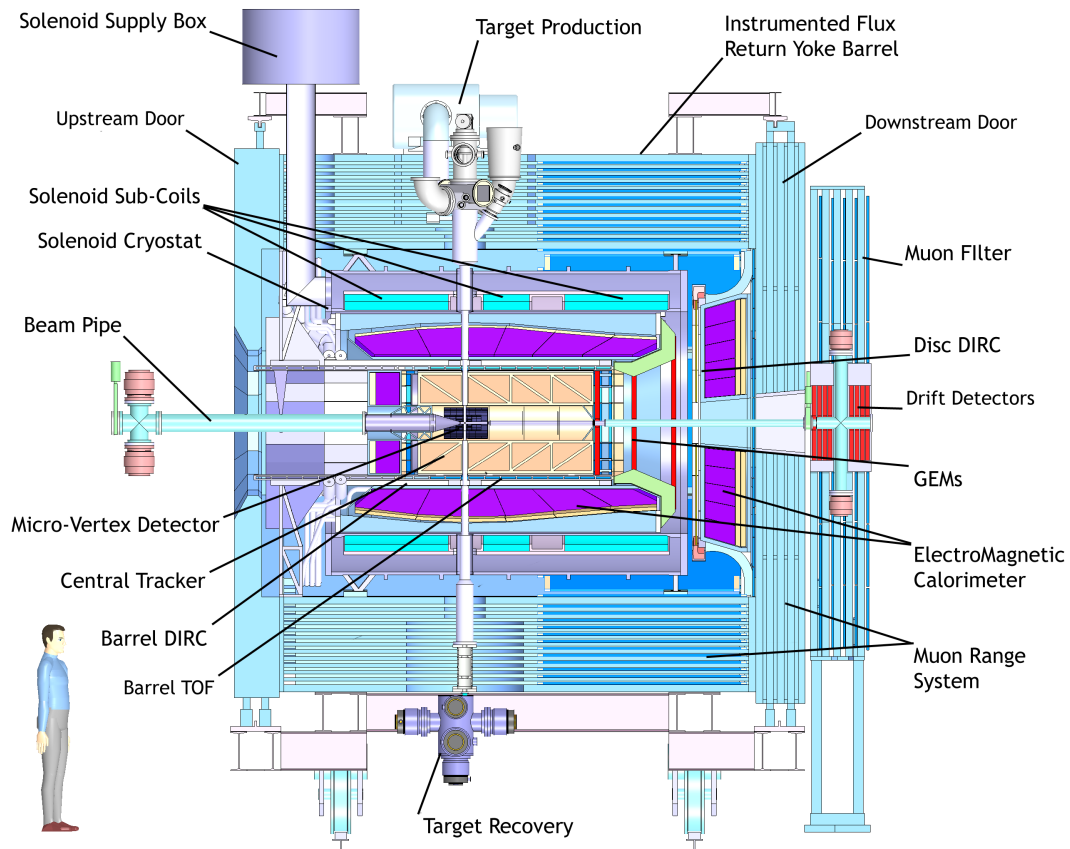 Solenoid Supply Box
Target Production
Instrumented Flux
Return Yoke Barrel
Upstream Door
Downstream Door
Solenoid Sub-Coils
Solenoid Cryostat
Muon FIlter
Beam Pipe
Disc DIRC
Drift Detectors
GEMs
Micro-Vertex Detector
ElectroMagnetic
Calorimeter
Central Tracker
Barrel DIRC
Muon Range
System
Barrel TOF
Target Recovery